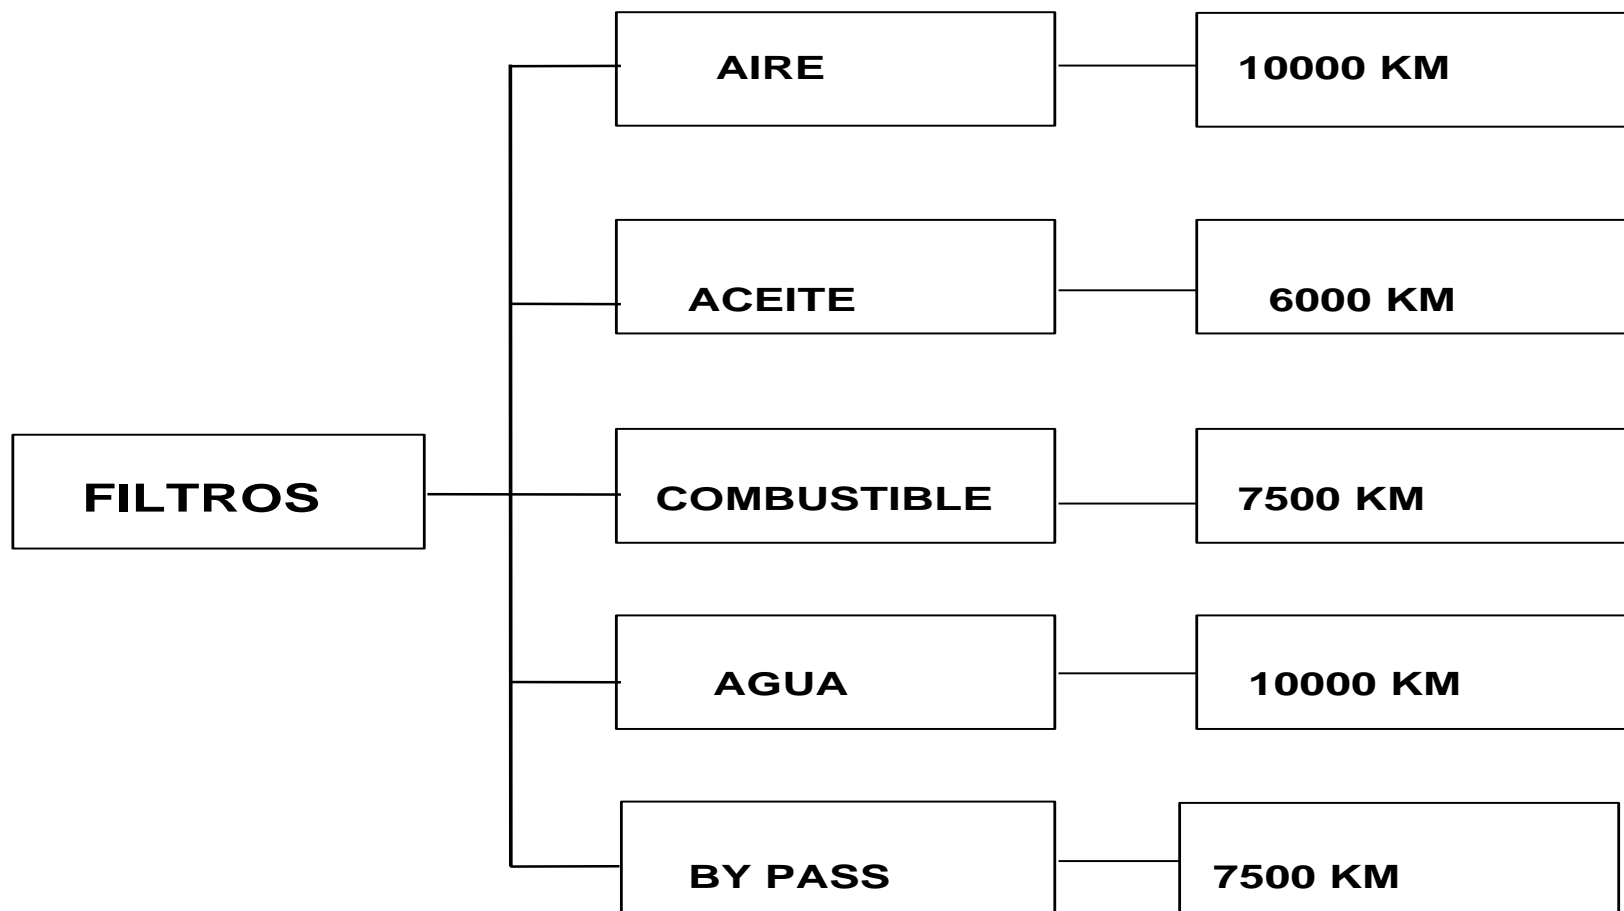 AIRE 10000 KM
ACEITE 6000 KM
FILTROS COMBUSTIBLE 7500 KM
AGUA 10000 KM
BY PASS 7500 KM